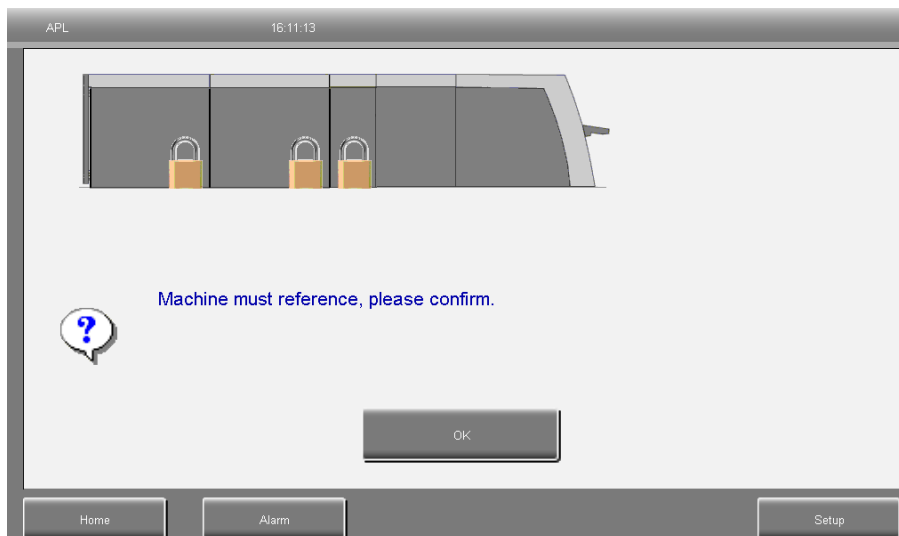 APL 16:11:13
?
Machine must reference, please confirm.
OK
Home Alarm Setup